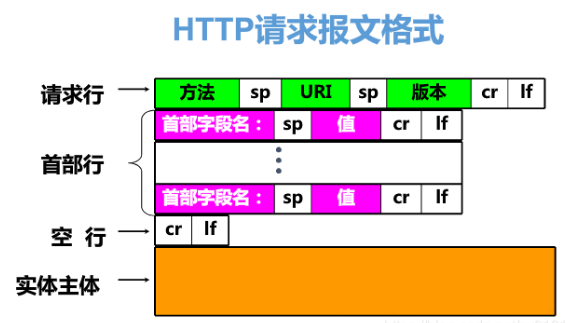 HTTP请求报文格式
请求行 方法 sp URI sp 版本 cr lf
首部字段名： sp 值 cr lf
首部行
首部字段名： sp 值 cr lf
空 行 cr lf
实体主体